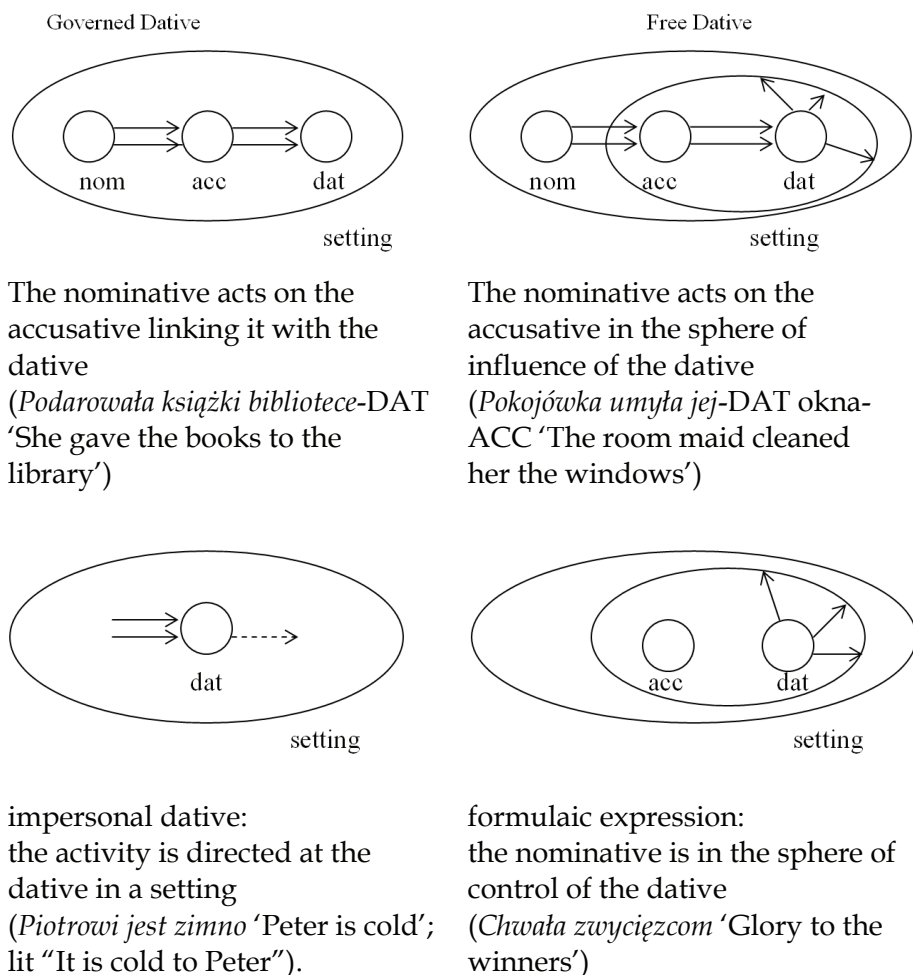 Governed Dative
nom acc dat
setting
The nominative acts on the
accusative linking it with the
dative
(Podarowała książki bibliotece-DAT
‘She gave the books to the
library’)
Free Dative
nom acc dat
setting
The nominative acts on the
accusative in the sphere of
influence of the dative
(Pokojówka umyła jej-DAT okna-
ACC ‘The room maid cleaned
her the windows’)
dat
setting
impersonal dative:
the activity is directed at the
dative in a setting
(Piotrowi jest zimno ‘Peter is cold’;
lit “It is cold to Peter”).
acc dat
setting
formulaic expression:
the nominative is in the sphere of
control of the dative
(Chwała zwycięzcom ‘Glory to the
winners’)